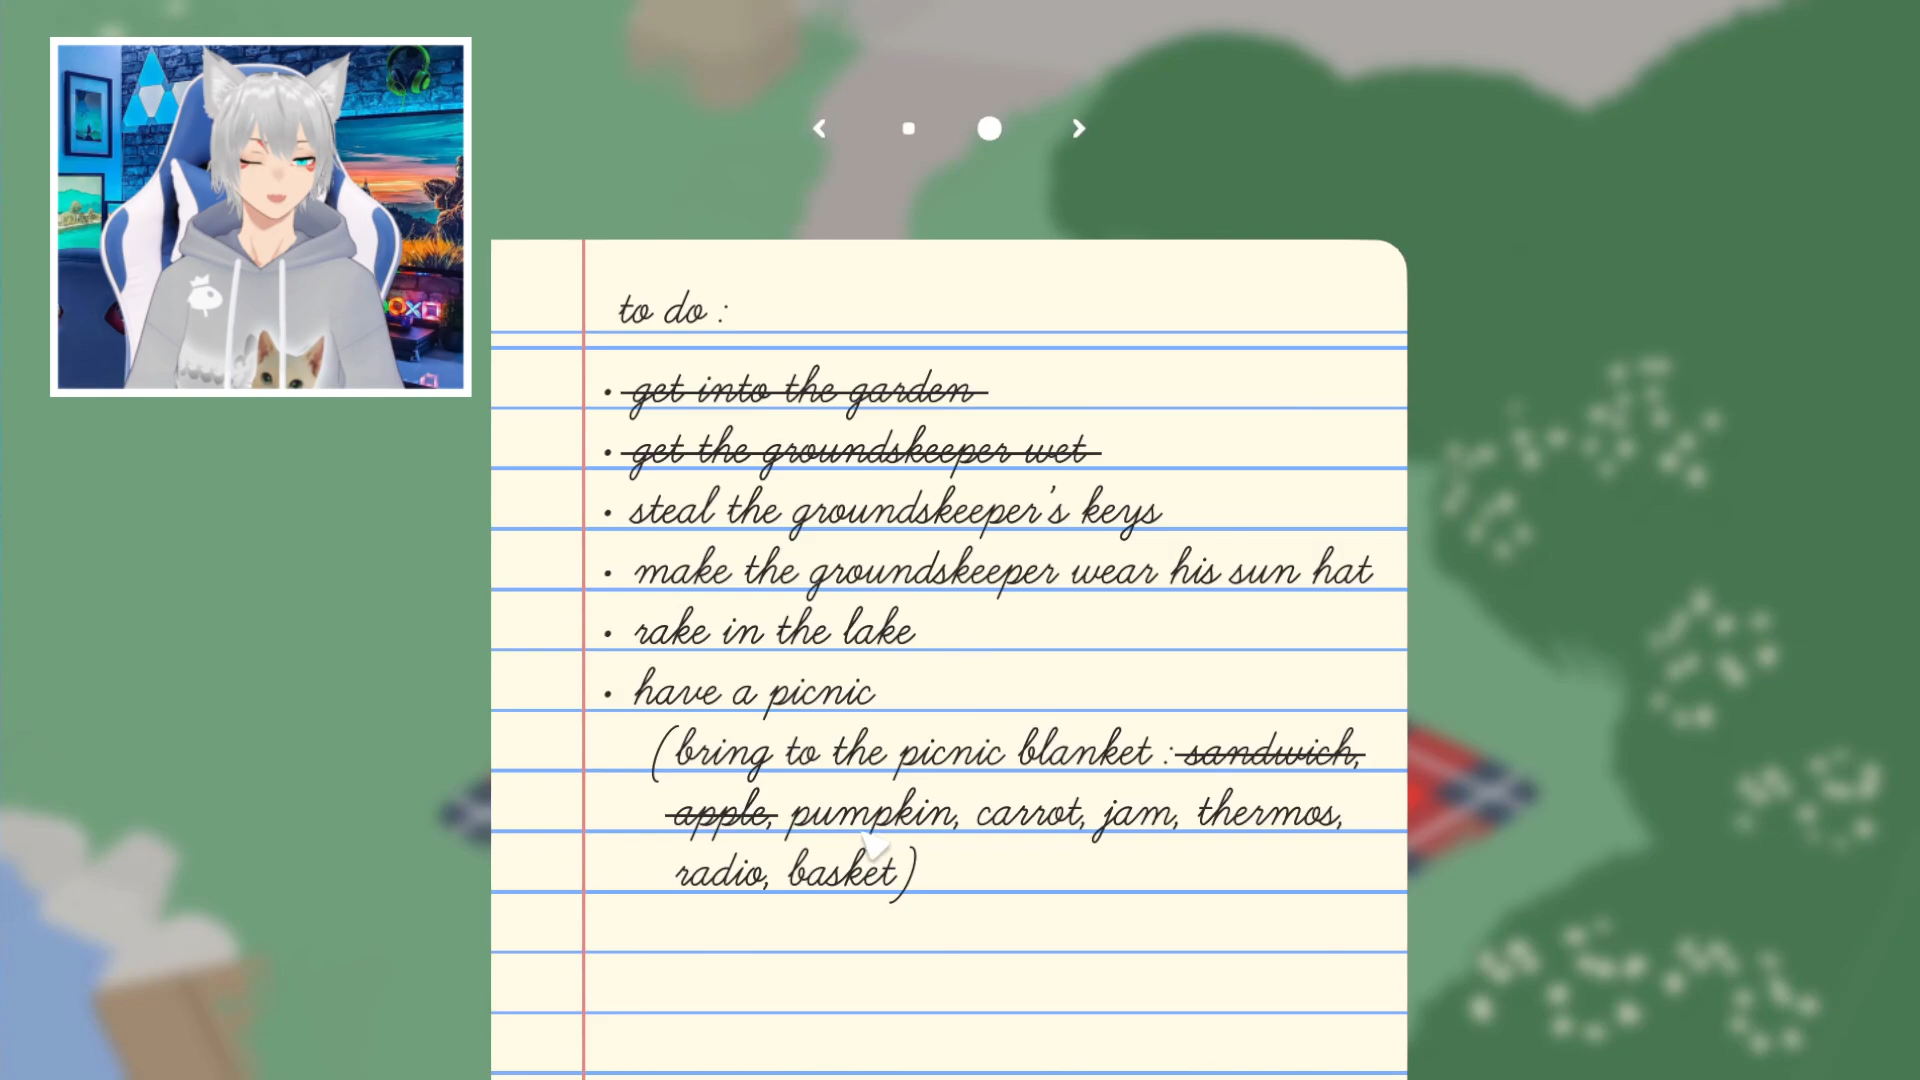 to do :
• get into the garden
• get the groundskeeper wet
• steal the groundskeeper's keys
• make the groundskeeper wear his sun hat
• rake in the lake
• have a picnic
(bring to the picnic blanket : sandwich,
apple, pumpkin, carrot, jam, thermos,
radio, basket)